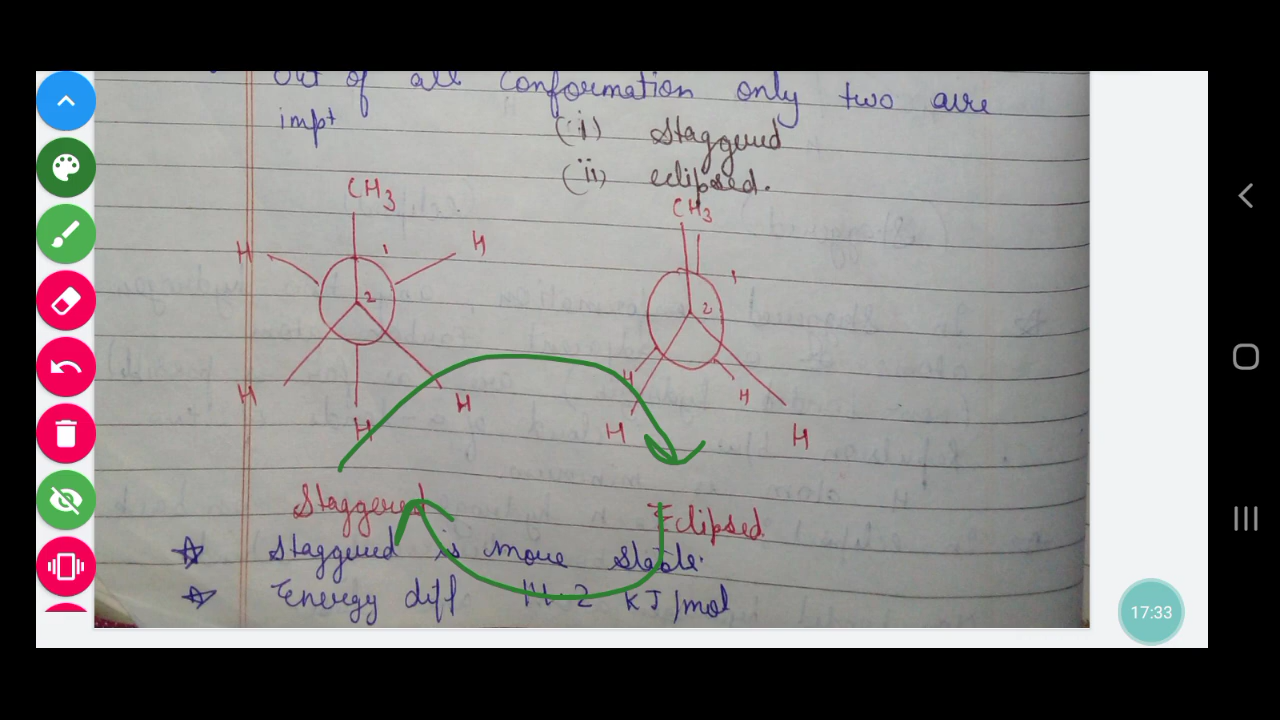 Out of all conformation only two are
impt (i) Staggered
(ii) eclipsed.
CH3
CH3
H
1
H
1
2
2
H
H
H
H
H
H
H
Staggered
Eclipsed.
☆ Staggered is more stable.
☆ Energy diff 14.2 KJ/mol
17:33